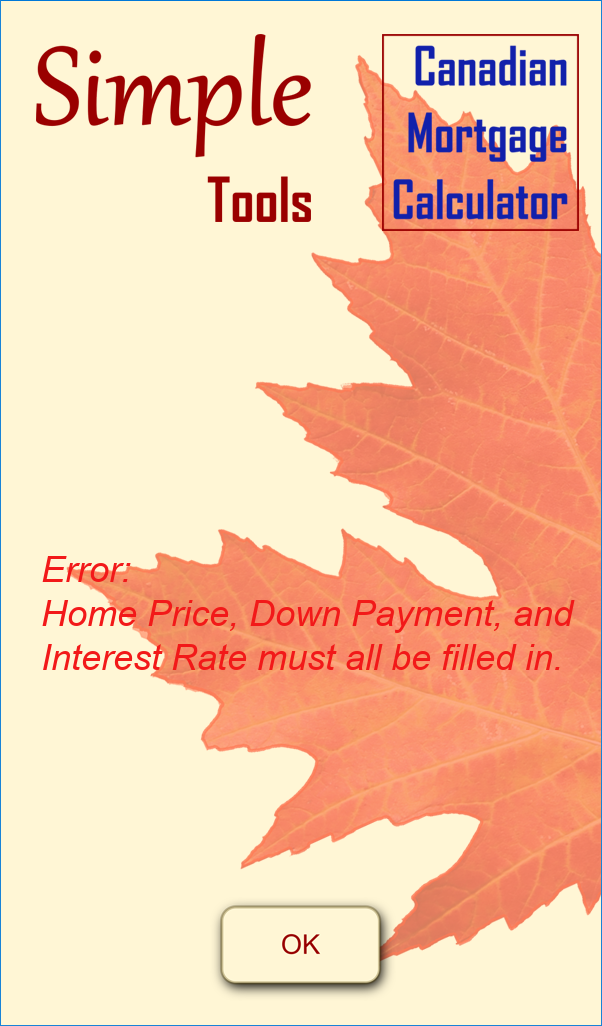 Simple
Tools
Canadian
Mortgage
Calculator
Error:
Home Price, Down Payment, and
Interest Rate must all be filled in.
OK